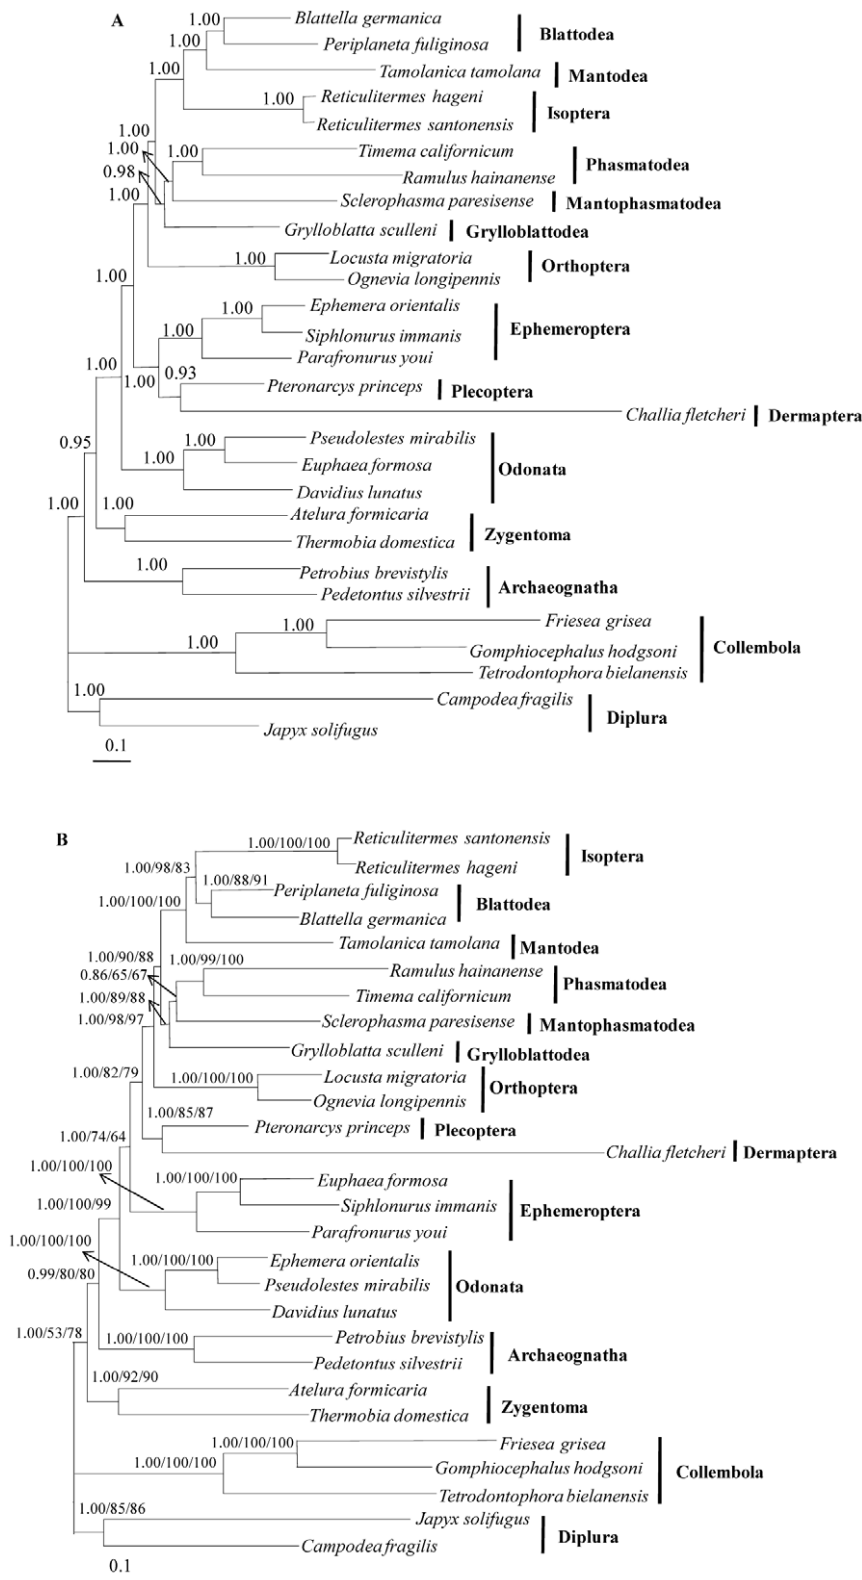 A
1.00 Blattella germanica
1.00 Periplaneta fuliginosa Blattodea
1.00 Tamolanica tamolana Mantodea
1.00 Reticulitermes hageni
Reticulitermes santonensis Isoptera
1.00
1.00 1.00 Timema californicum
Ramulus hainanense Phasmatodea
0.98
1.00 Sclerophasma paresisense Mantophasmatodea
Grylloblatta sculleni Grylloblattodea
1.00 Locusta migratoria
Ognevia longipennis Orthoptera
1.00
1.00 Ephemera orientalis
1.00 Siphlonurus immanis Ephemeroptera
Parafronurus youi
1.00 1.00 0.93 Pteronarcys princeps Plecoptera
Challia fletcheri Dermaptera
0.95 1.00 Pseudolestes mirabilis
1.00 Euphaea formosa Odonata
Davidius lunatus
1.00 1.00 Atelura formicaria
Thermobia domestica Zygentoma
1.00 Petrobius brevistylis
Pedetontus silvestrii Archaeognatha
1.00 Friesea grisea
1.00 Gomphiocephalus hodgsoni Collembola
Tetrodontophora bielanensis
1.00 Campodea fragilis
Japyx solifugus Diplura
0.1
B
1.00/100/100 Reticulitermes santonensis
Reticulitermes hageni Isoptera
1.00/98/83
1.00/88/91 Periplaneta fuliginosa
1.00/100/100 Blattella germanica Blattodea
Tamolanica tamolana Mantodea
1.00/90/88 1.00/99/100
0.86/65/67 Ramulus hainanense
1.00/89/88 Timema californicum Phasmatodea
1.00/98/97 Sclerophasma paresisense Mantophasmatodea
Grylloblatta sculleni Grylloblattodea
1.00/82/79 1.00/100/100 Locusta migratoria
Ognevia longipennis Orthoptera
1.00/85/87 Pteronarcys princeps Plecoptera
1.00/74/64 Challia fletcheri Dermaptera
1.00/100/100 1.00/100/100 Euphaea formosa
1.00/100/99 Siphlonurus immanis Ephemeroptera
Parafronurus youi
1.00/100/100 1.00/100/100 Ephemera orientalis
0.99/80/80 Pseudolestes mirabilis Odonata
Davidius lunatus
1.00/53/78 1.00/100/100 Petrobius brevistylis
Pedetontus silvestrii Archaeognatha
1.00/92/90 Atelura formicaria
Thermobia domestica Zygentoma
1.00/100/100 Friesea grisea
1.00/100/100 Gomphiocephalus hodgsoni Collembola
Tetrodontophora bielanensis
1.00/85/86 Japyx solifugus
Campodea fragilis Diplura
0.1